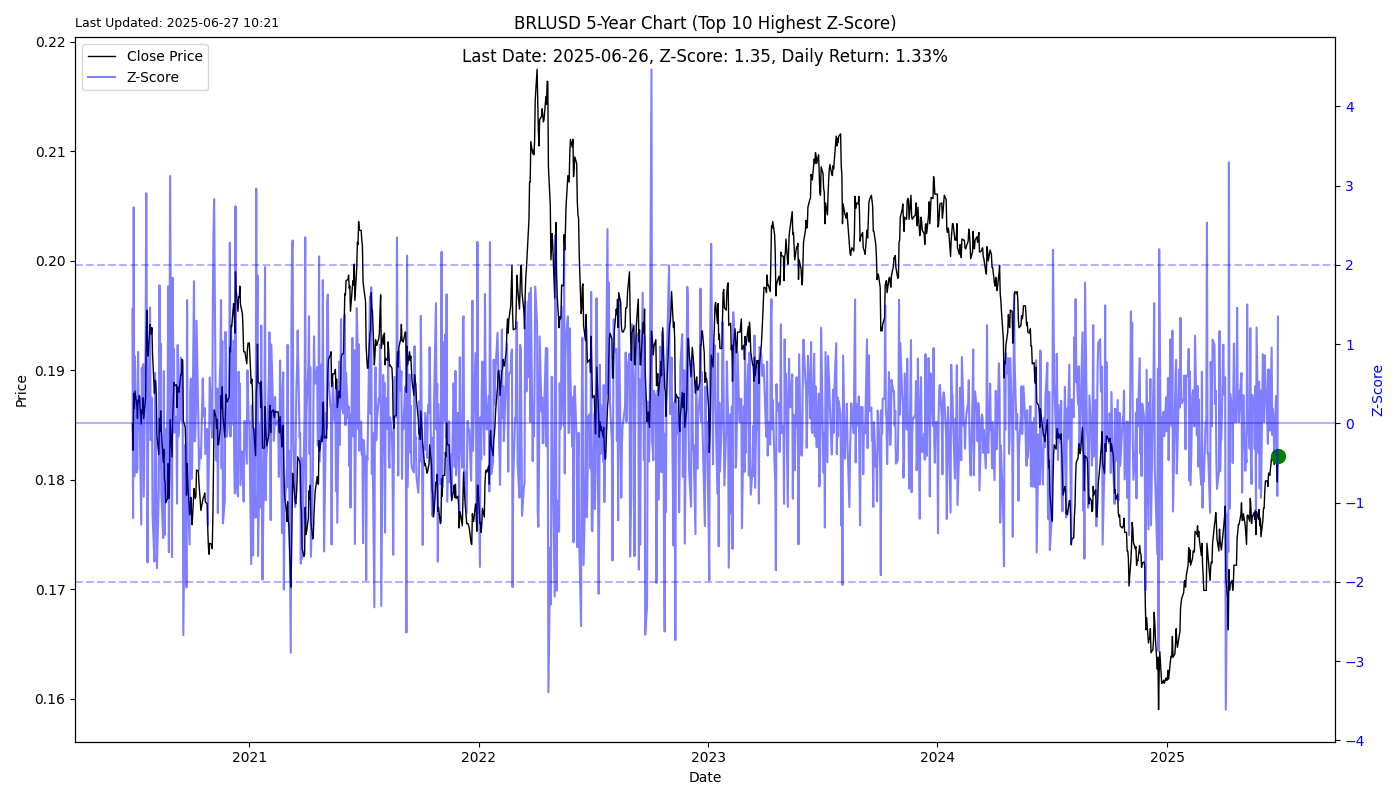 Last Updated: 2025-06-27 10:21
BRLUSD 5-Year Chart (Top 10 Highest Z-Score)
Last Date: 2025-06-26, Z-Score: 1.35, Daily Return: 1.33%
Close Price
Z-Score
0.22
0.21
0.20
0.19
0.18
0.17
0.16
Price
4
3
2
1
0
−1
−2
−3
−4
Z-Score
2021
2022
2023
2024
2025
Date